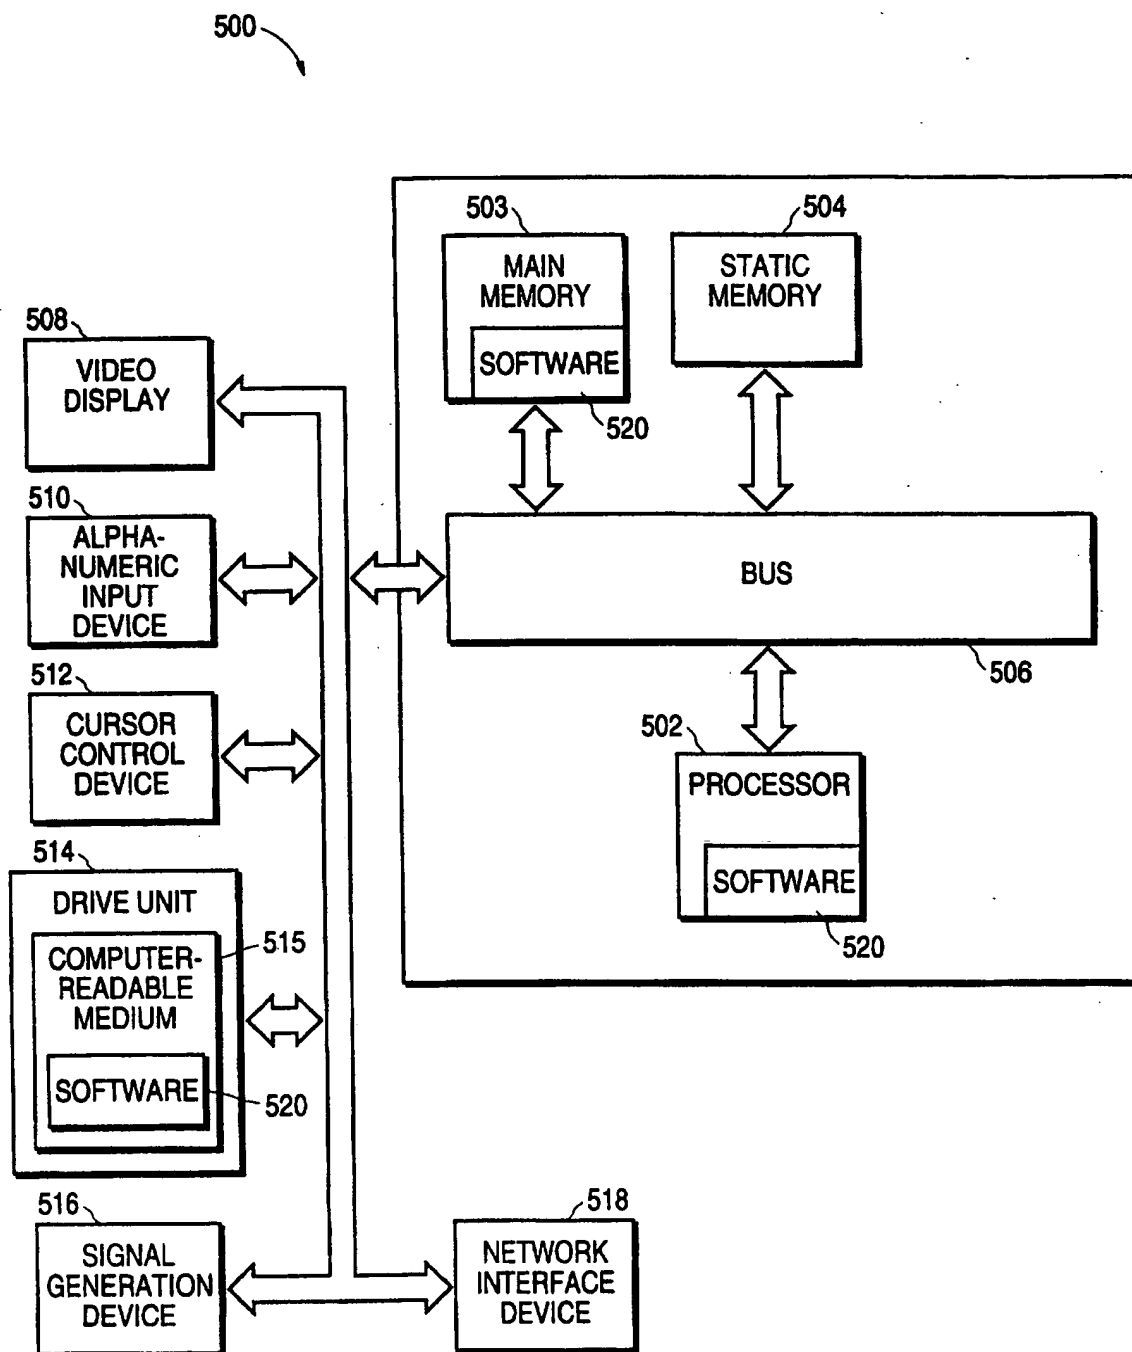 500
503
MAIN
MEMORY
SOFTWARE
520
504
STATIC
MEMORY
508
VIDEO
DISPLAY
510
ALPHA-
NUMERIC
INPUT
DEVICE
BUS
506
512
CURSOR
CONTROL
DEVICE
502
PROCESSOR
SOFTWARE
520
514
DRIVE UNIT
515
COMPUTER-
READABLE
MEDIUM
SOFTWARE
520
516
SIGNAL
GENERATION
DEVICE
518
NETWORK
INTERFACE
DEVICE